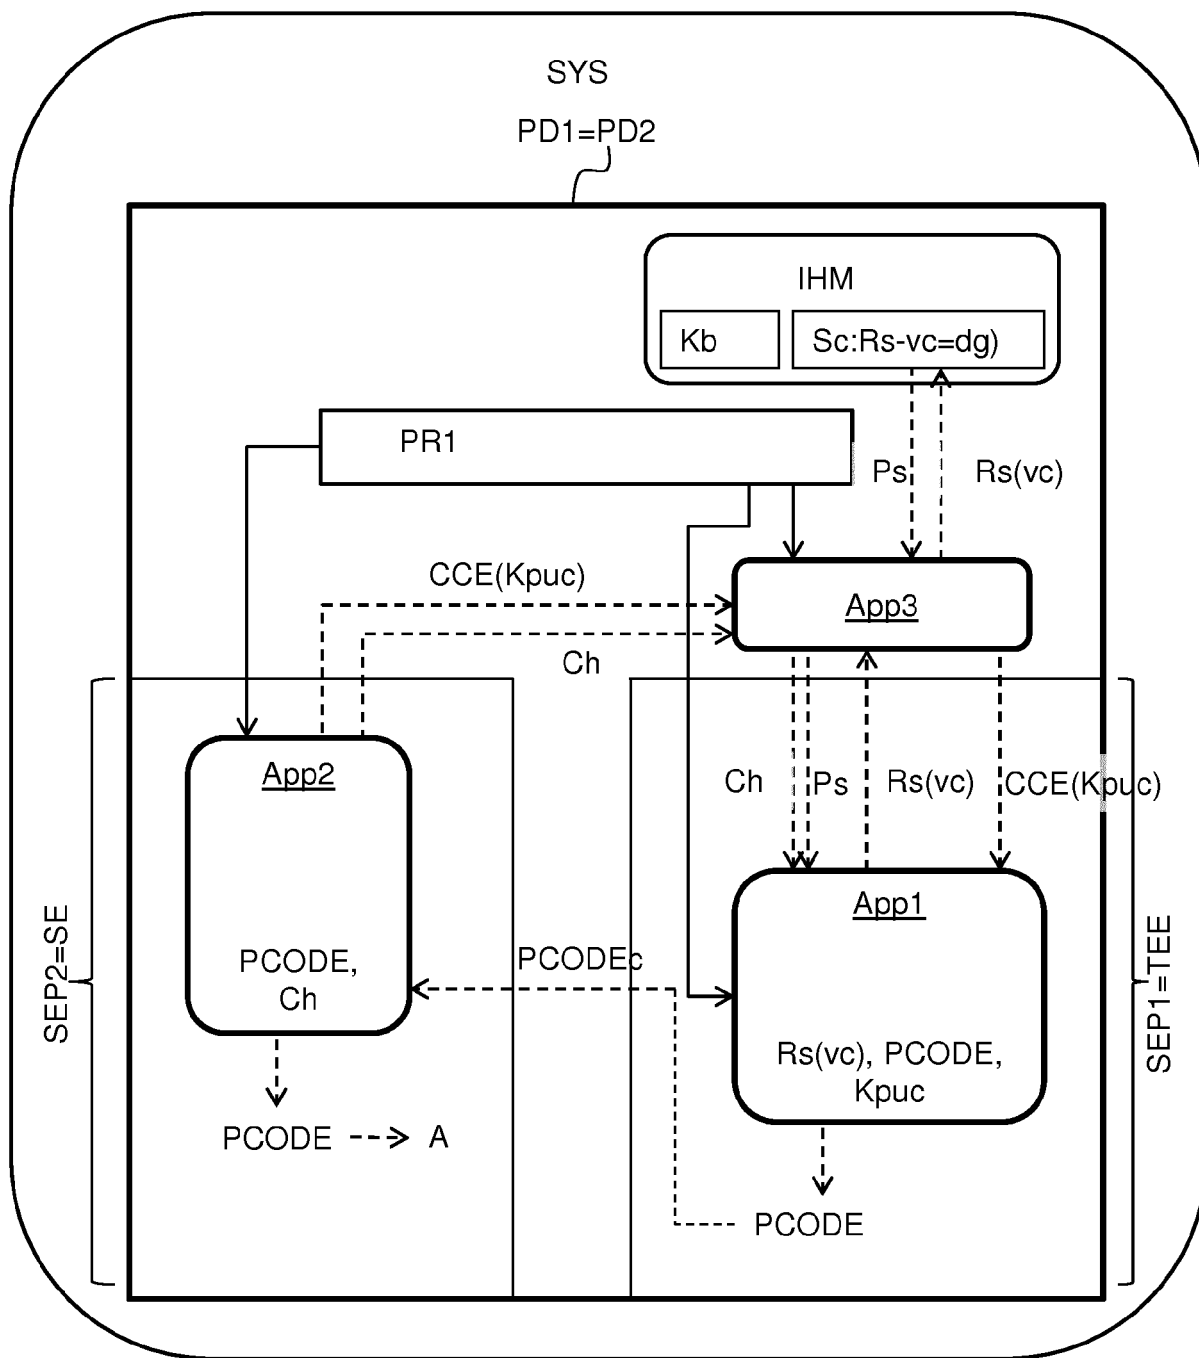 SYS
PD1=PD2
IHM
Kb
Sc:Rs-vc=dg)
PR1
Ps
Rs(vc)
CCE(Kpuc)
App3
Ch
App2
Ch
Ps
Rs(vc)
CCE(Kpuc)
App1
SEP2=SE
PCODE,
Ch
PCODEc
Rs(vc), PCODE,
Kpuc
SEP1=TEE
PCODE
A
PCODE